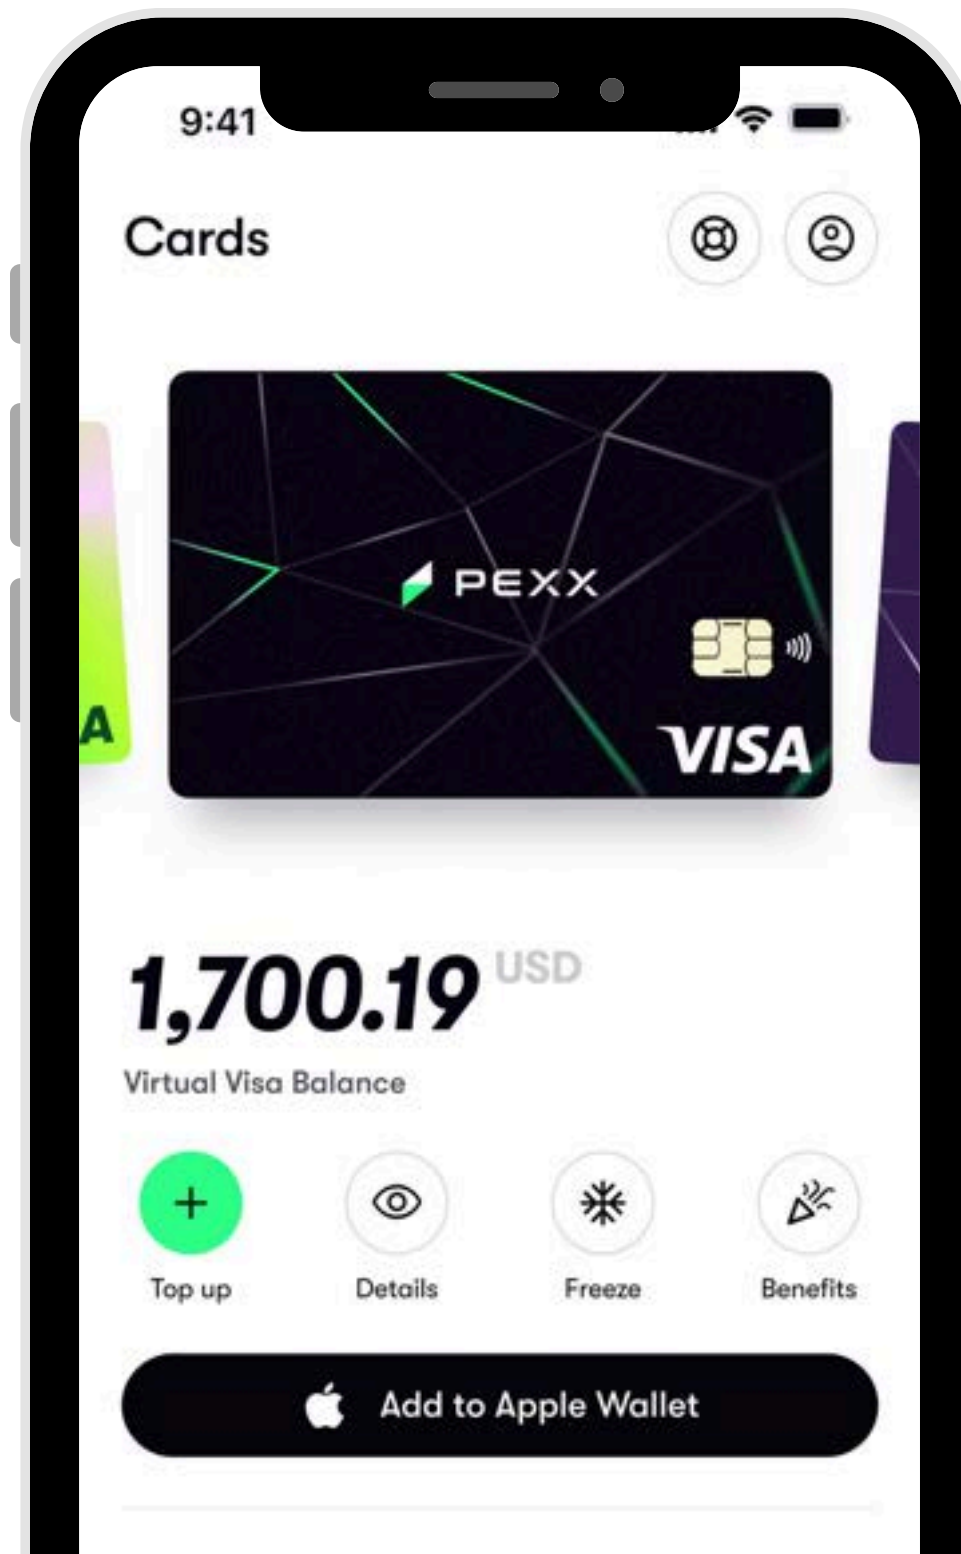 9:41
Cards
PEXX
VISA
A
1,700.19 USD
Virtual Visa Balance
Top up
Details
Freeze
Benefits
Add to Apple Wallet